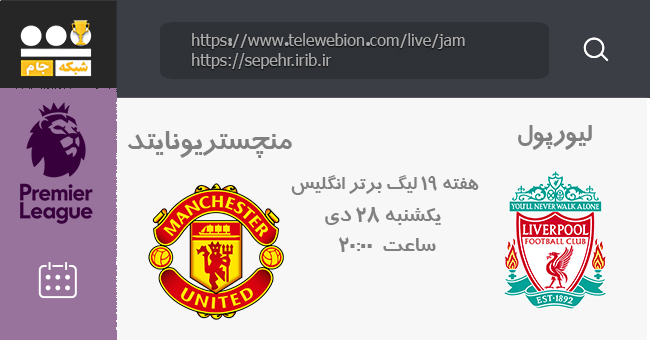 شبکه جام
https://www.telewebion.com/live/jam
https://sepehr.irib.ir
Premier
League
منچستریونایتد
لیورپول
هفته ۱۹ لیگ برتر انگلیس
یکشنبه ۲۸ دی
ساعت ۲۰:۰۰
MANCHESTER
UNITED
YOU'LL NEVER WALK ALONE
LIVERPOOL
FOOTBALL CLUB
EST·1892